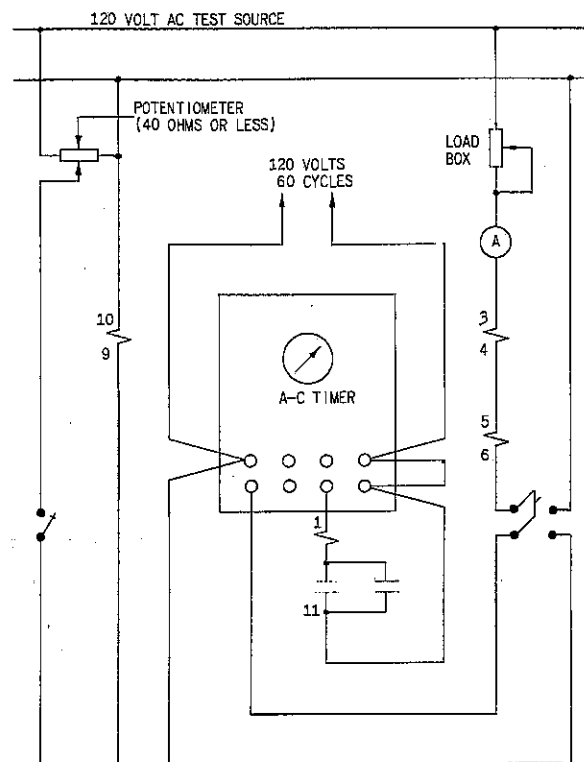 120 VOLT AC TEST SOURCE
POTENTIOMETER
(40 OHMS OR LESS)
LOAD
BOX
120 VOLTS
60 CYCLES
A
10
9
3
4
A-C TIMER
5
6
1
11